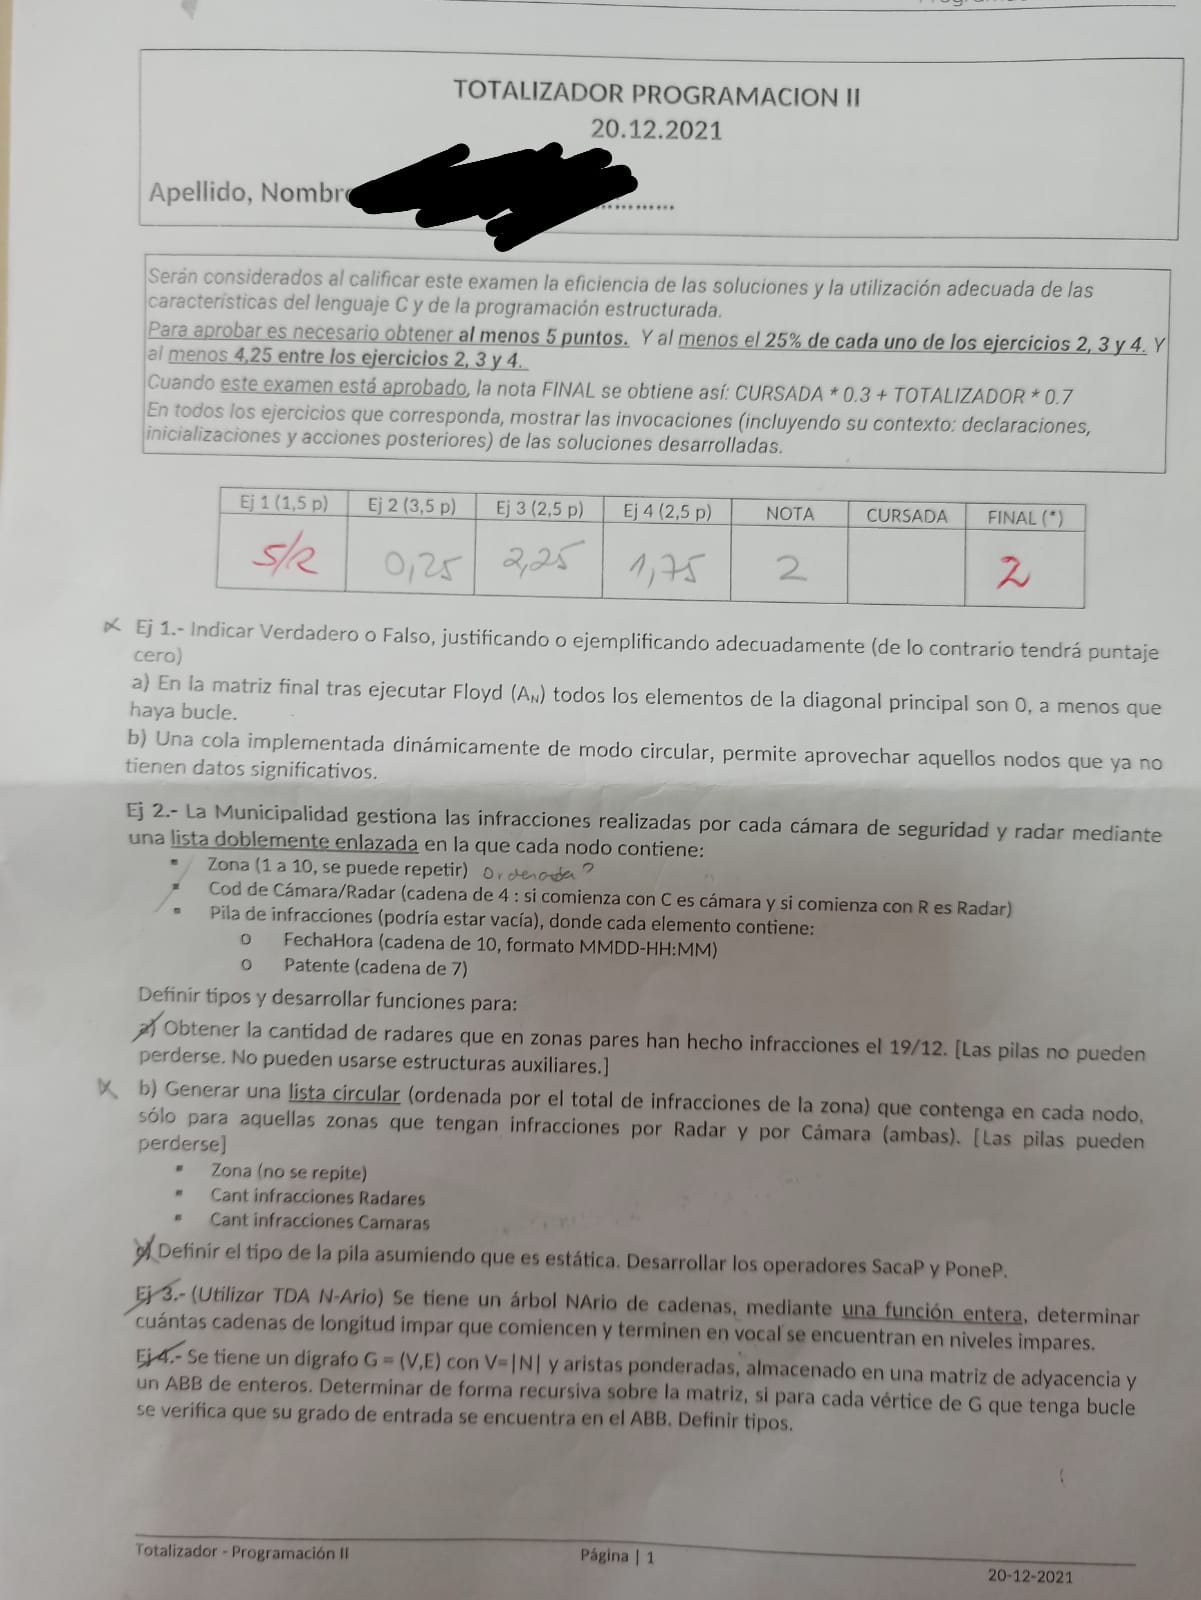 TOTALIZADOR PROGRAMACION II
20.12.2021
Apellido, Nombre
Serán considerados al calificar este examen la eficiencia de las soluciones y la utilización adecuada de las
características del lenguaje C y de la programación estructurada.
Para aprobar es necesario obtener al menos 5 puntos. Y al menos el 25% de cada uno de los ejercicios 2, 3 y 4. Y
al menos 4,25 entre los ejercicios 2, 3 y 4.
Cuando este examen está aprobado, la nota FINAL se obtiene así: CURSADA * 0.3 + TOTALIZADOR * 0.7
En todos los ejercicios que corresponda, mostrar las invocaciones (incluyendo su contexto: declaraciones,
inicializaciones y acciones posteriores) de las soluciones desarrolladas.
Ej 1 (1,5 p) Ej 2 (3,5 p) Ej 3 (2,5 p) Ej 4 (2,5 p) NOTA CURSADA FINAL (*)
S/R 0,25 2,25 1,75 2 2
Ej 1.- Indicar Verdadero o Falso, justificando o ejemplificando adecuadamente (de lo contrario tendrá puntaje
cero)
a) En la matriz final tras ejecutar Floyd (AN) todos los elementos de la diagonal principal son 0, a menos que
haya bucle.
b) Una cola implementada dinámicamente de modo circular, permite aprovechar aquellos nodos que ya no
tienen datos significativos.
Ej 2.- La Municipalidad gestiona las infracciones realizadas por cada cámara de seguridad y radar mediante
una lista doblemente enlazada en la que cada nodo contiene:
▪ Zona (1 a 10, se puede repetir) Ordenada?
▪ Cod de Cámara/Radar (cadena de 4 : si comienza con C es cámara y si comienza con R es Radar)
▪ Pila de infracciones (podría estar vacía), donde cada elemento contiene:
o FechaHora (cadena de 10, formato MMDD-HH:MM)
o Patente (cadena de 7)
Definir tipos y desarrollar funciones para:
a) Obtener la cantidad de radares que en zonas pares han hecho infracciones el 19/12. [Las pilas no pueden
perderse. No pueden usarse estructuras auxiliares.]
b) Generar una lista circular (ordenada por el total de infracciones de la zona) que contenga en cada nodo,
sólo para aquellas zonas que tengan infracciones por Radar y por Cámara (ambas). [Las pilas pueden
perderse]
▪ Zona (no se repite)
▪ Cant infracciones Radares
▪ Cant infracciones Camaras
c) Definir el tipo de la pila asumiendo que es estática. Desarrollar los operadores SacaP y PoneP.
Ej 3.- (Utilizar TDA N-Ario) Se tiene un árbol NArio de cadenas, mediante una función entera, determinar
cuántas cadenas de longitud impar que comiencen y terminen en vocal se encuentran en niveles impares.
Ej 4.- Se tiene un digrafo G = (V,E) con V=|N| y aristas ponderadas, almacenado en una matriz de adyacencia y
un ABB de enteros. Determinar de forma recursiva sobre la matriz, si para cada vértice de G que tenga bucle
se verifica que su grado de entrada se encuentra en el ABB. Definir tipos.
Totalizador - Programación II
Página | 1
20-12-2021